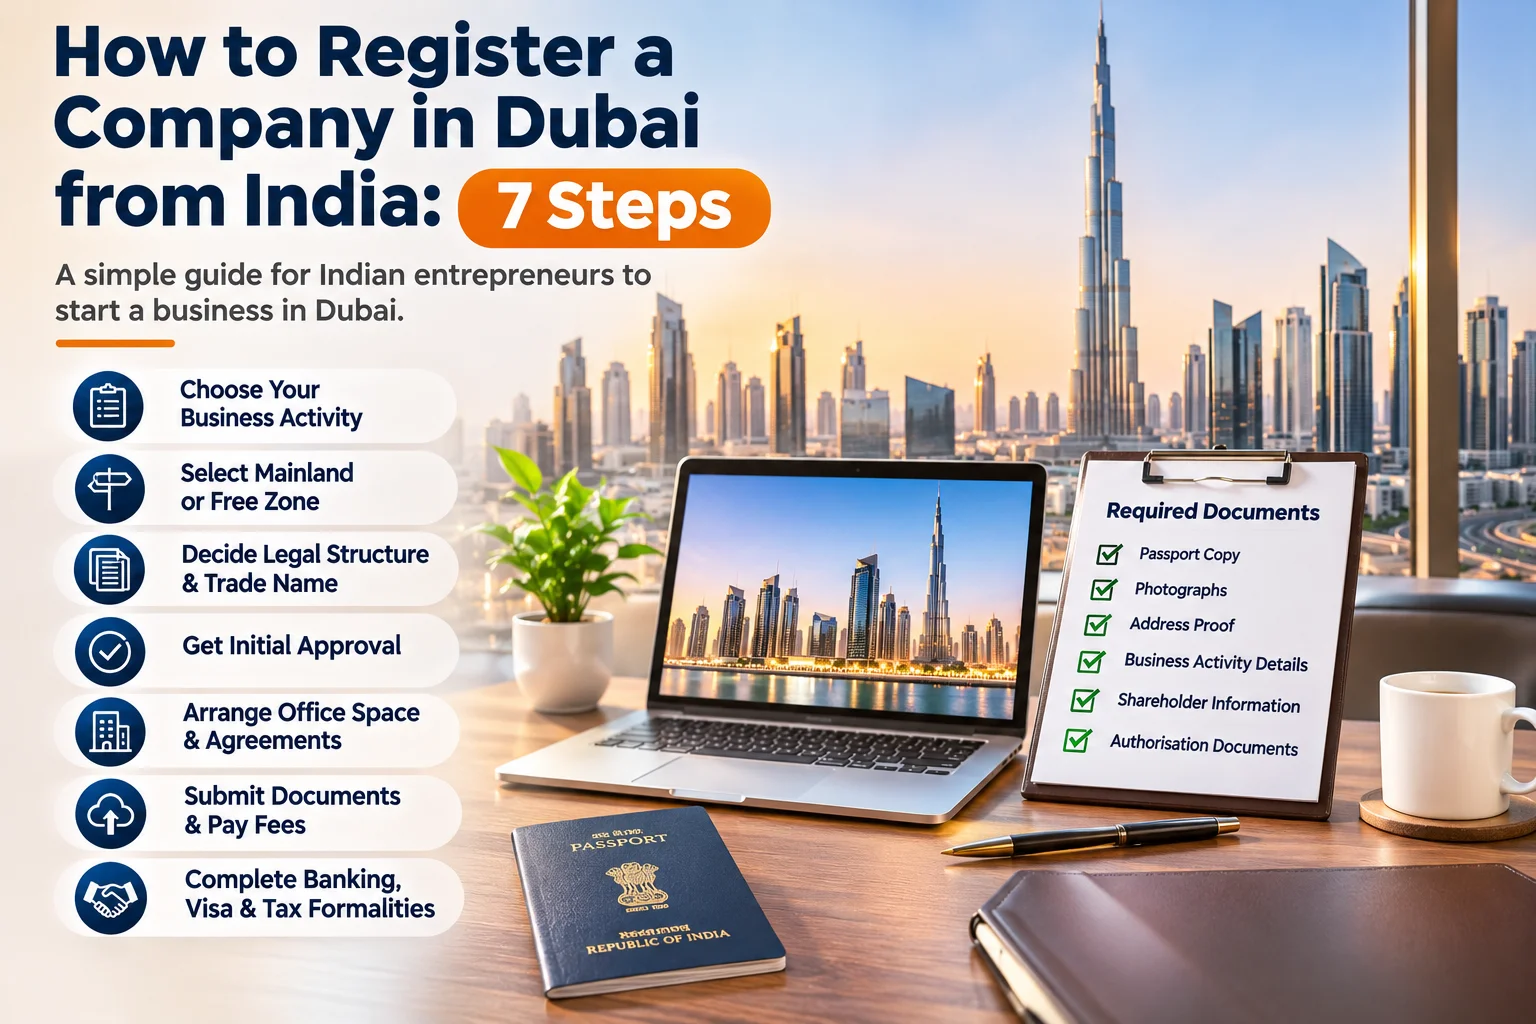 How to Register a
Company in Dubai
from India: 7 Steps
A simple guide for Indian entrepreneurs to
start a business in Dubai.
Choose Your
Business Activity
Select Mainland
or Free Zone
Decide Legal Structure
& Trade Name
Get Initial Approval
Arrange Office Space
& Agreements
Submit Documents
& Pay Fees
Complete Banking,
Visa & Tax Formalities
Required Documents
Passport Copy
Photographs
Address Proof
Business Activity Details
Shareholder Information
Authorisation Documents
PASSPORT
REPUBLIC OF INDIA